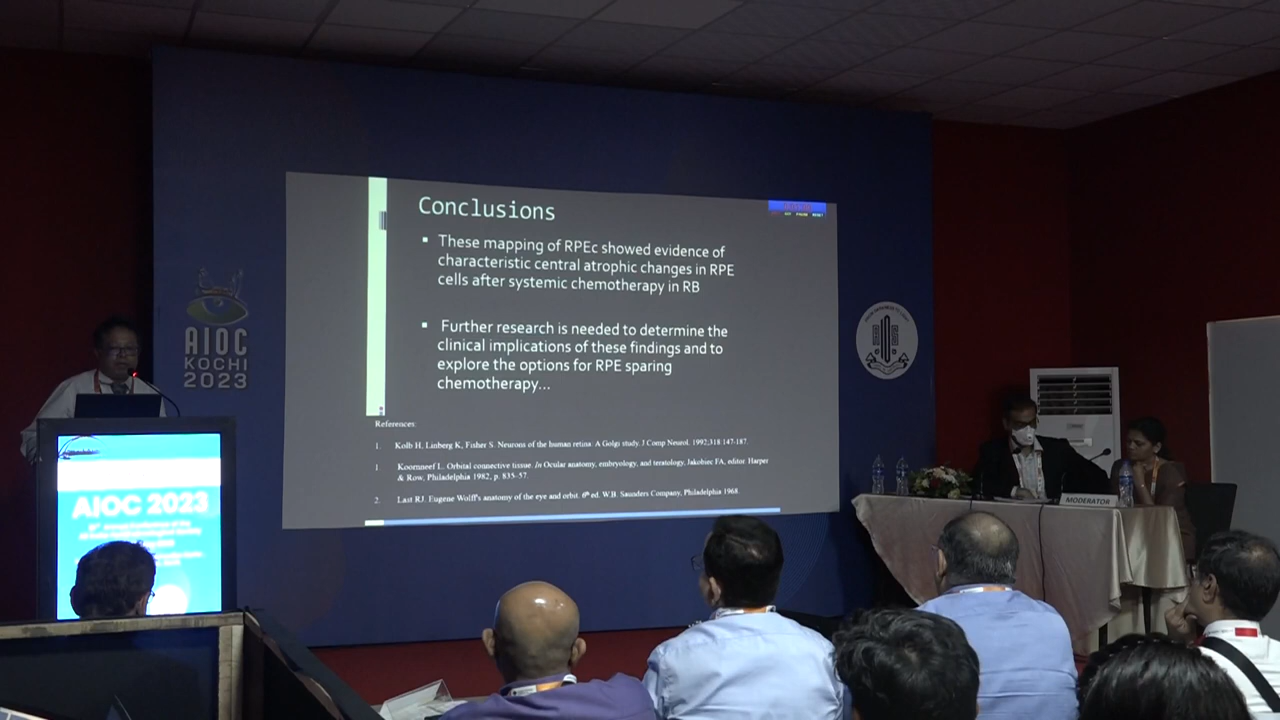 Conclusions
▪ These mapping of RPEc showed evidence of
characteristic central atrophic changes in RPE
cells after systemic chemotherapy in RB
▪ Further research is needed to determine the
clinical implications of these findings and to
explore the options for RPE sparing
chemotherapy...
References:
1. Kolb H, Linberg K, Fisher S. Neurons of the human retina: A Golgi study. J Comp Neurol. 1992;318:147-187.
1 Koornneef L. Orbital connective tissue. In Ocular anatomy, embryology, and teratology, Jakobiec FA, editor. Harper
& Row, Philadelphia 1982, p. 835–57.
2. Last RJ. Eugene Wolff's anatomy of the eye and orbit. 6th ed. W.B. Saunders Company, Philadelphia 1968.
AIOC
KOCHI
2023
AIOC 2023
MODERATOR